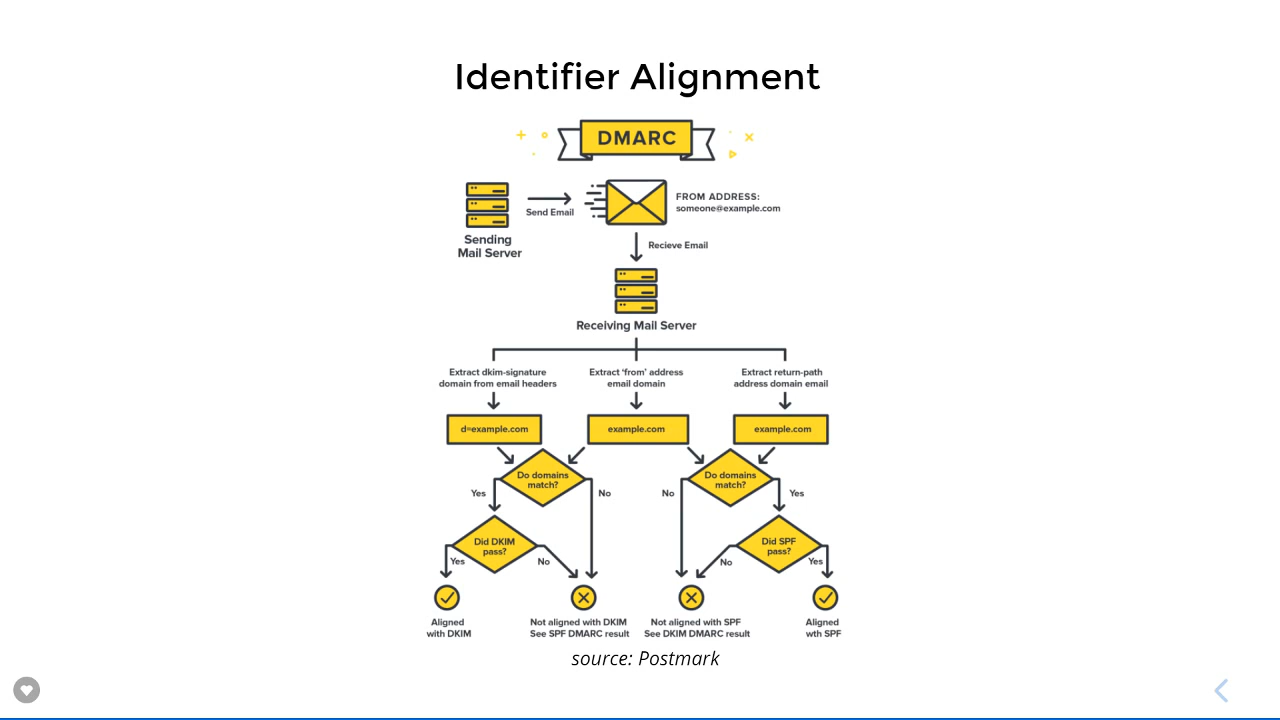 Identifier Alignment
DMARC
FROM ADDRESS:
someone@example.com
Send Email
Sending
Mail Server
Recieve Email
Receiving Mail Server
Extract dkim-signature
domain from email headers
Extract ‘from’ address
email domain
Extract return-path
address domain email
d=example.com
example.com
example.com
Do domains
match?
Do domains
match?
Yes
No
No
Yes
Did DKIM
pass?
Did SPF
pass?
Yes
No
No
Yes
Aligned
with DKIM
Not aligned with DKIM
See SPF DMARC result
Not aligned with SPF
See DKIM DMARC result
Aligned
wth SPF
source: Postmark